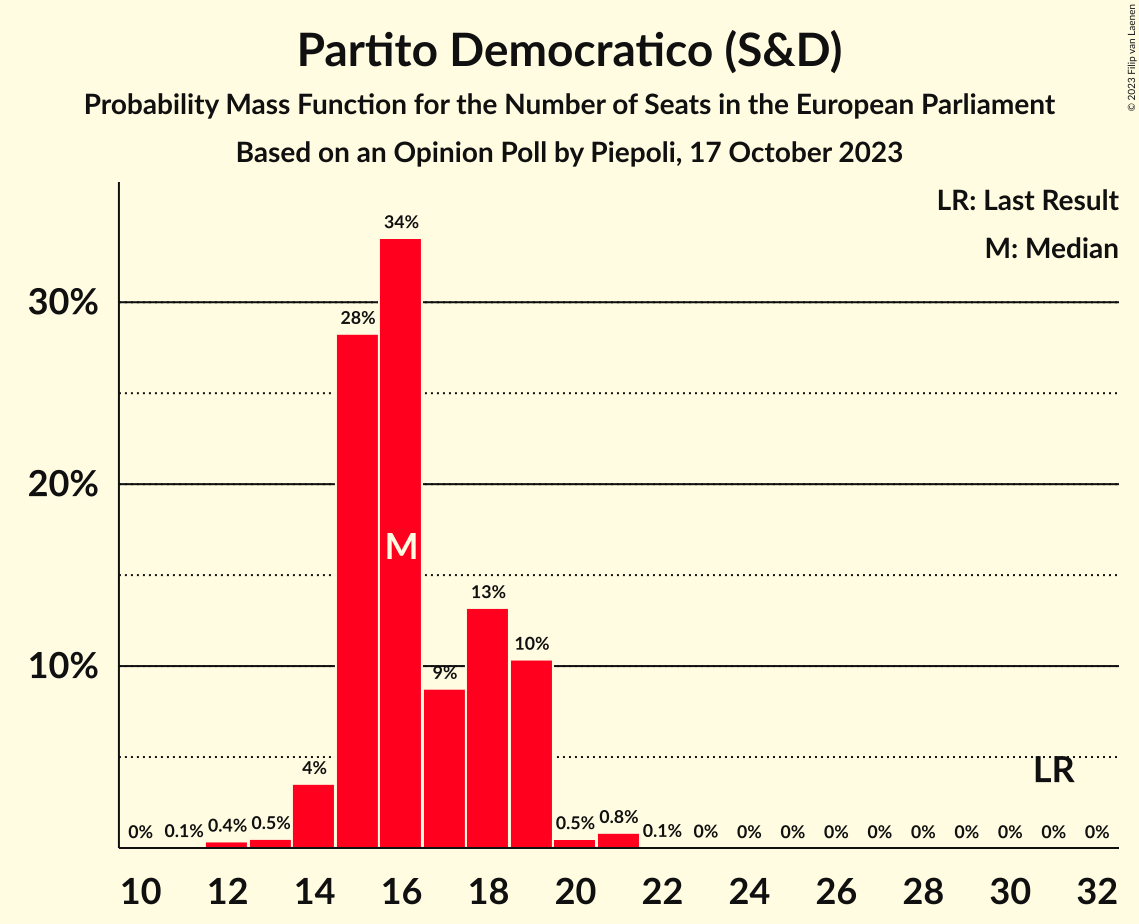 Partito Democratico (S&D)
Probability Mass Function for the Number of Seats in the European Parliament
Based on an Opinion Poll by Piepoli, 17 October 2023
© 2023 Filip van Laenen
LR: Last Result
M: Median
30%
20%
10%
0% 0.1% 0.4% 0.5% 4% 28% 34% 9% 13% 10% 0.5% 0.8% 0.1% 0% 0% 0% 0% 0% 0% 0% 0% 0% 0%
M
LR
10 12 14 16 18 20 22 24 26 28 30 32